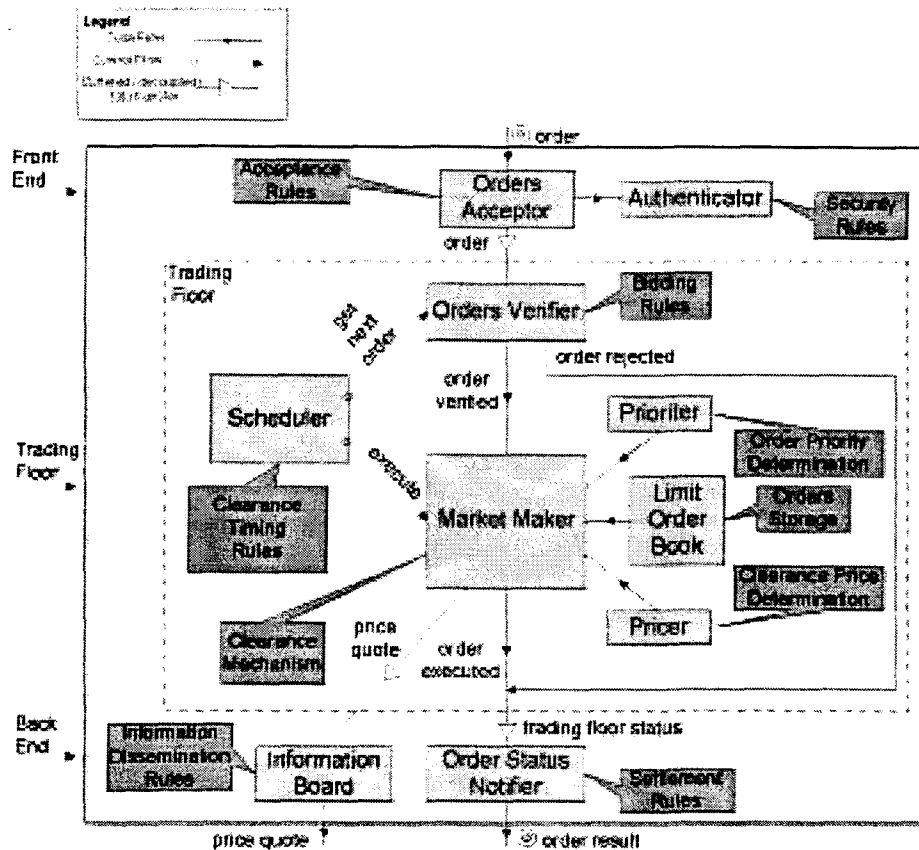 Legend
order
Front
End
Acceptance
Rules
Orders
Acceptor
Authenticator
Security
Rules
order
Trading
Floor
get
next
order
Orders Verifier
Bidding
Rules
order rejected
order
verified
Scheduler
Prioriter
Order Priority
Determination
Trading
Floor
execute
Market Maker
Limit
Order
Book
Orders
Storage
Clearance
Timing
Rules
Clearance Price
Determination
Pricer
Clearance
Mechanism
price
quote
order
executed
Back
End
trading floor status
Information
Dissemination
Rules
Information
Board
Order Status
Notifier
Settlement
Rules
price quote
order result